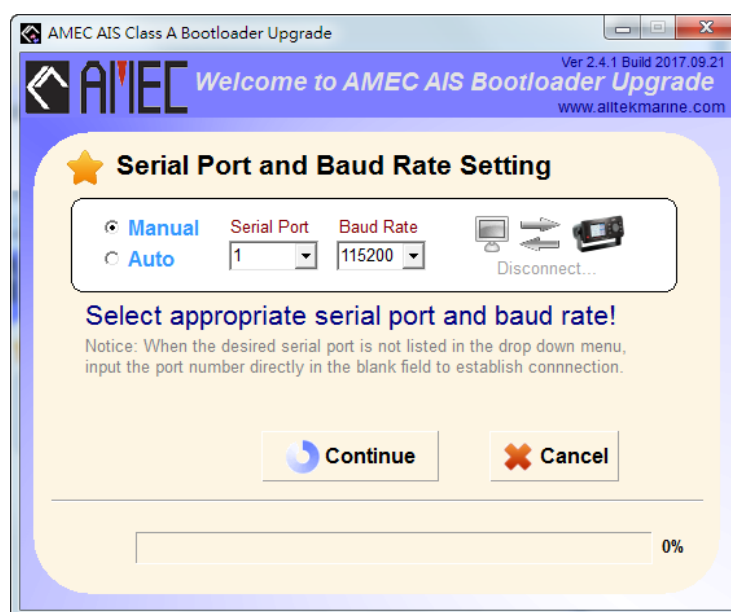 AMEC AIS Class A Bootloader Upgrade
Ver 2.4.1 Build 2017.09.21
AMEC Welcome to AMEC AIS Bootloader Upgrade
www.alltekmarine.com
Serial Port and Baud Rate Setting
Manual Serial Port Baud Rate
Auto 1 115200
Disconnect...
Select appropriate serial port and baud rate!
Notice: When the desired serial port is not listed in the drop down menu,
input the port number directly in the blank field to establish connnection.
Continue Cancel
0%